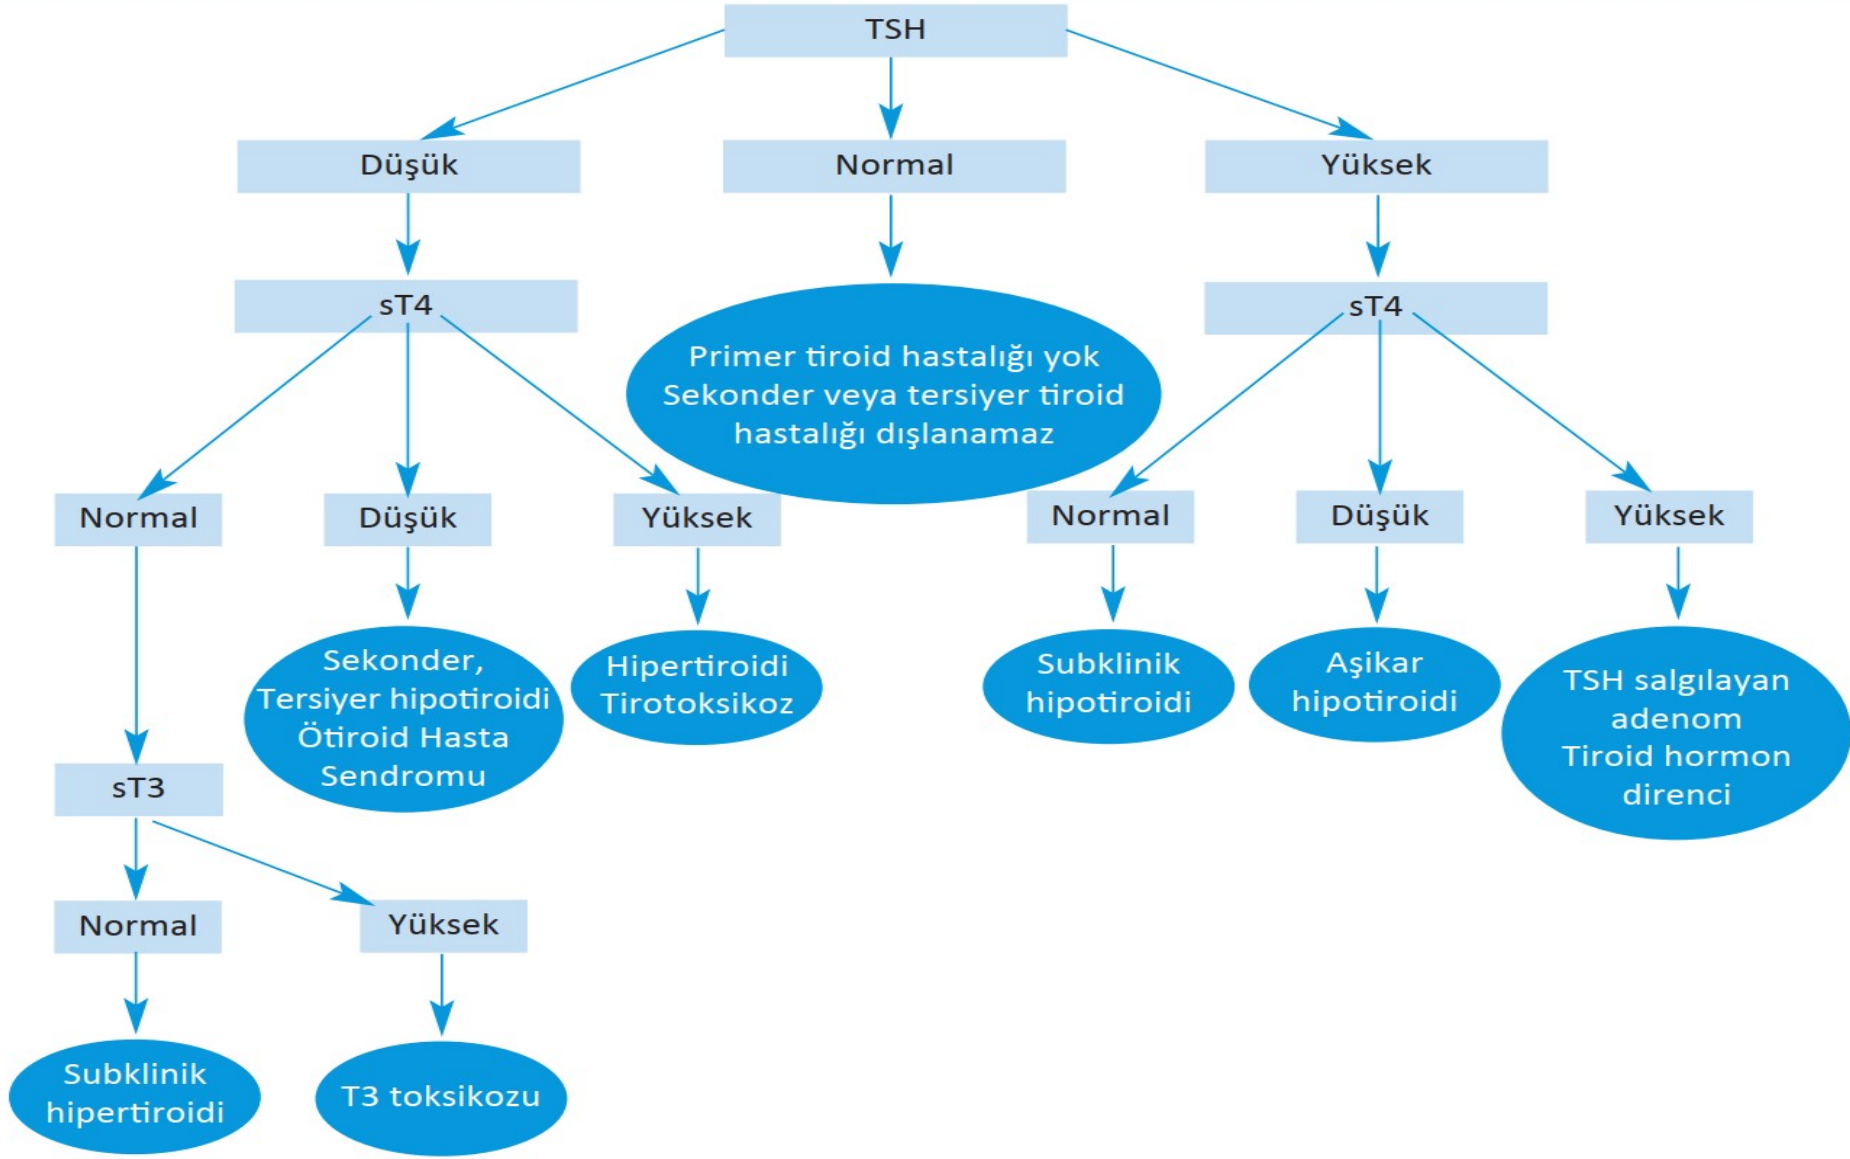 TSH
Düşük
Normal
Yüksek
sT4
sT4
Primer tiroid hastalığı yok
Sekonder veya tersiyer tiroid
hastalığı dışlanamaz
Normal
Düşük
Yüksek
Normal
Düşük
Yüksek
Sekonder,
Tersiyer hipotiroidi
Ötiroid Hasta
Sendromu
Hipertiroidi
Tirotoksikoz
Subklinik
hipotiroidi
Aşikar
hipotiroidi
TSH salgılayan
adenom
Tiroid hormon
direnci
sT3
Normal
Yüksek
Subklinik
hipertiroidi
T3 toksikozu